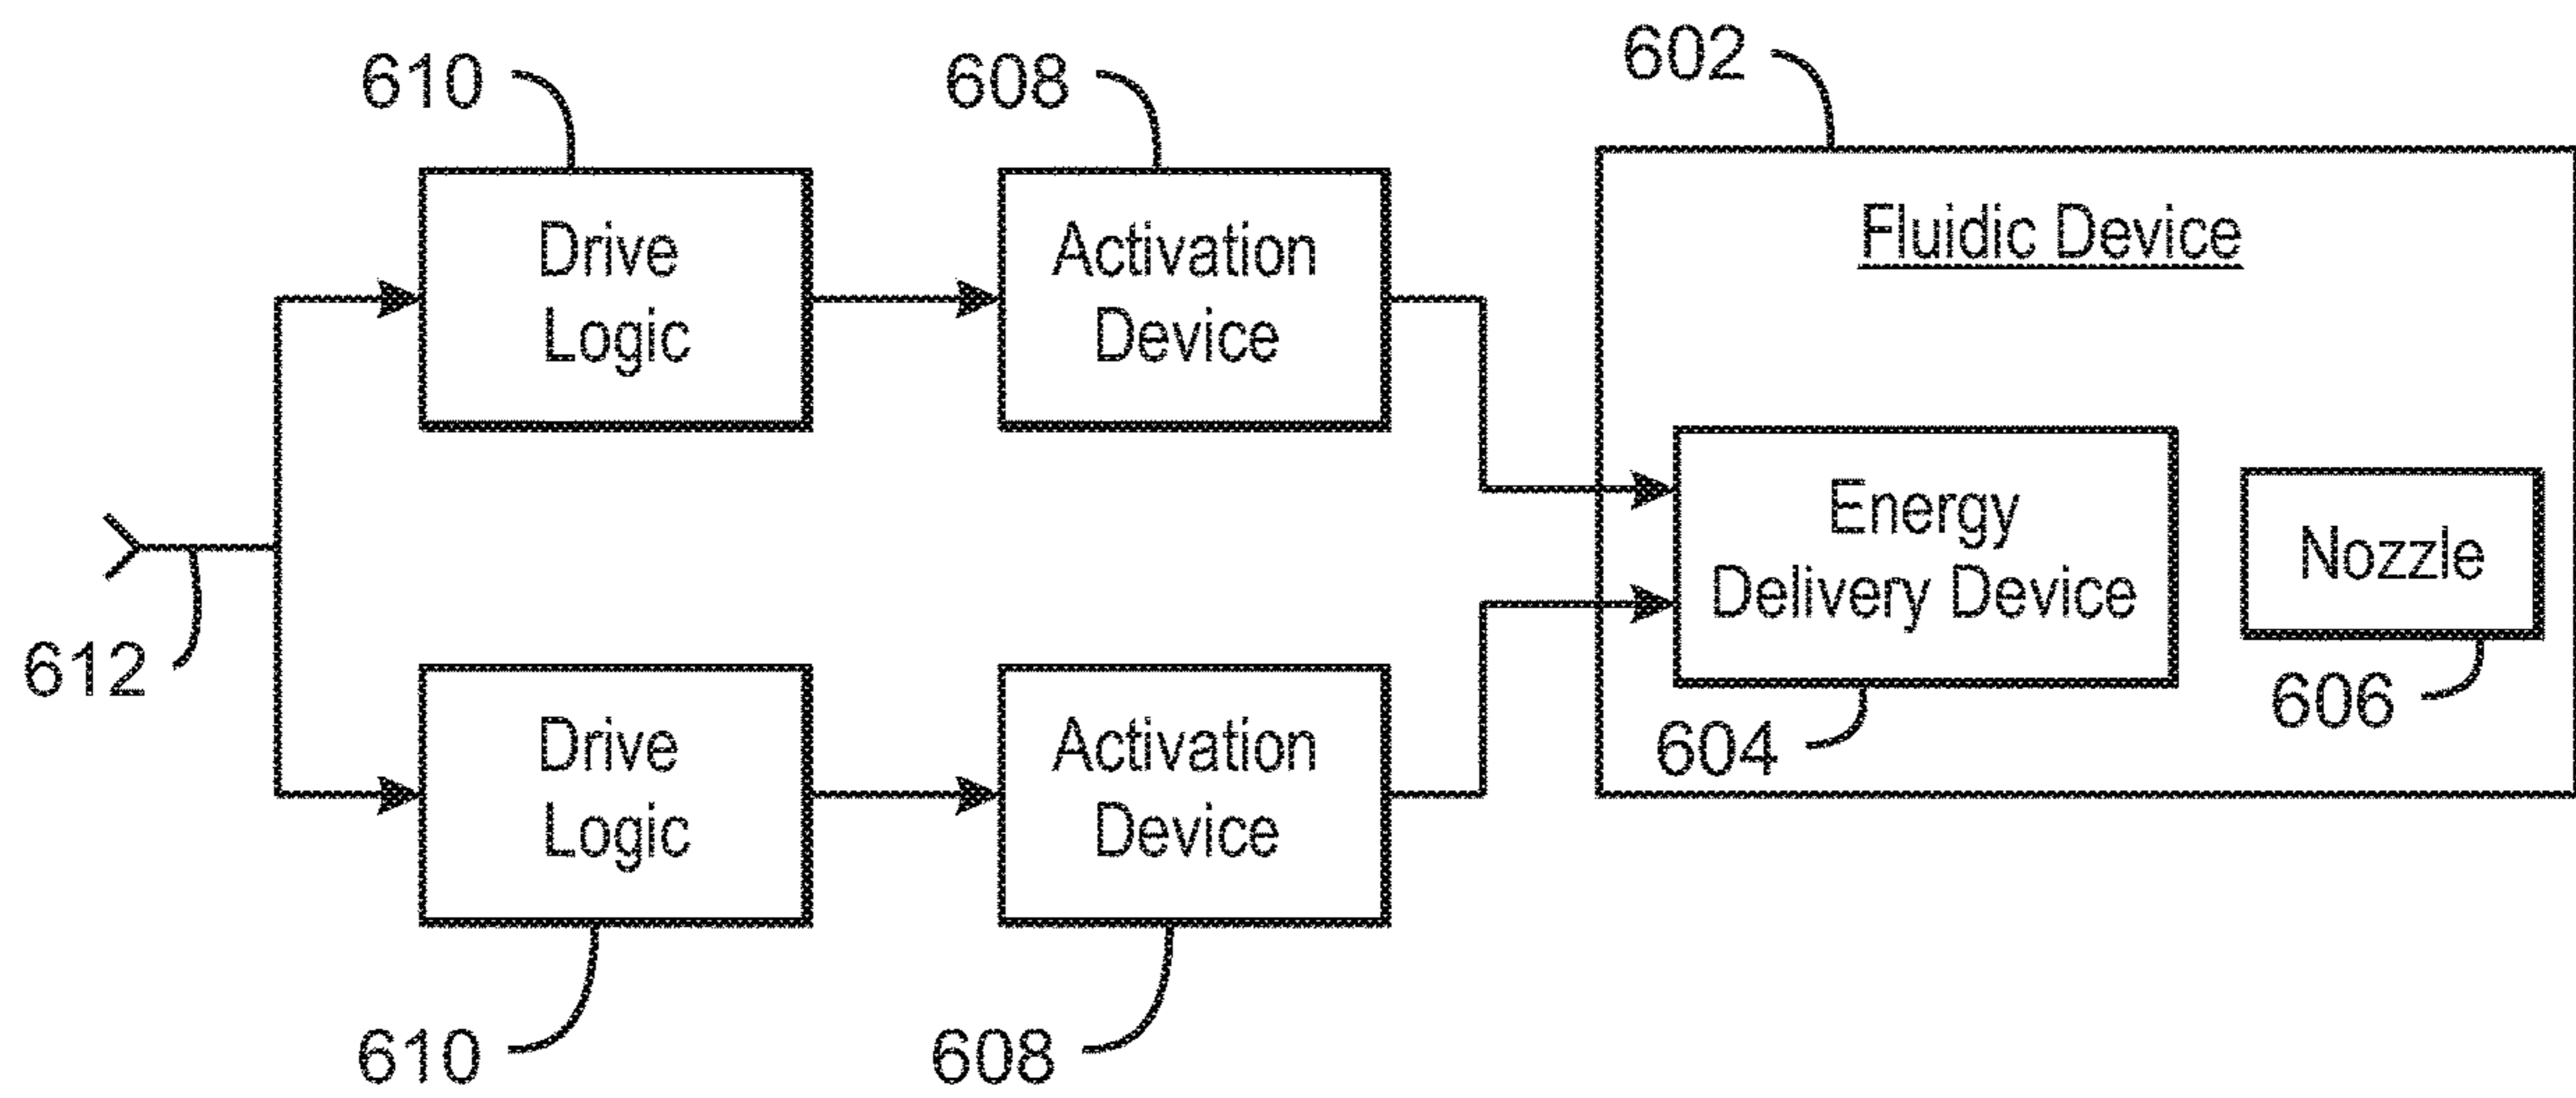 610
608
602
Drive
Logic
Activation
Device
Fluidic Device
Energy
Delivery Device
Nozzle
612
606
604
Drive
Logic
Activation
Device
610
608